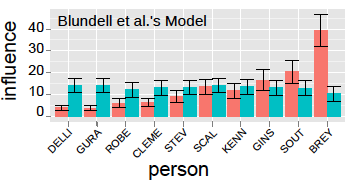 Blundell et al.'s Model
influence
40
30
20
10
0
DELLI
GURA
ROBE
CLEME
STEV
SCAL
KENN
GINS
SOUT
BREY
person